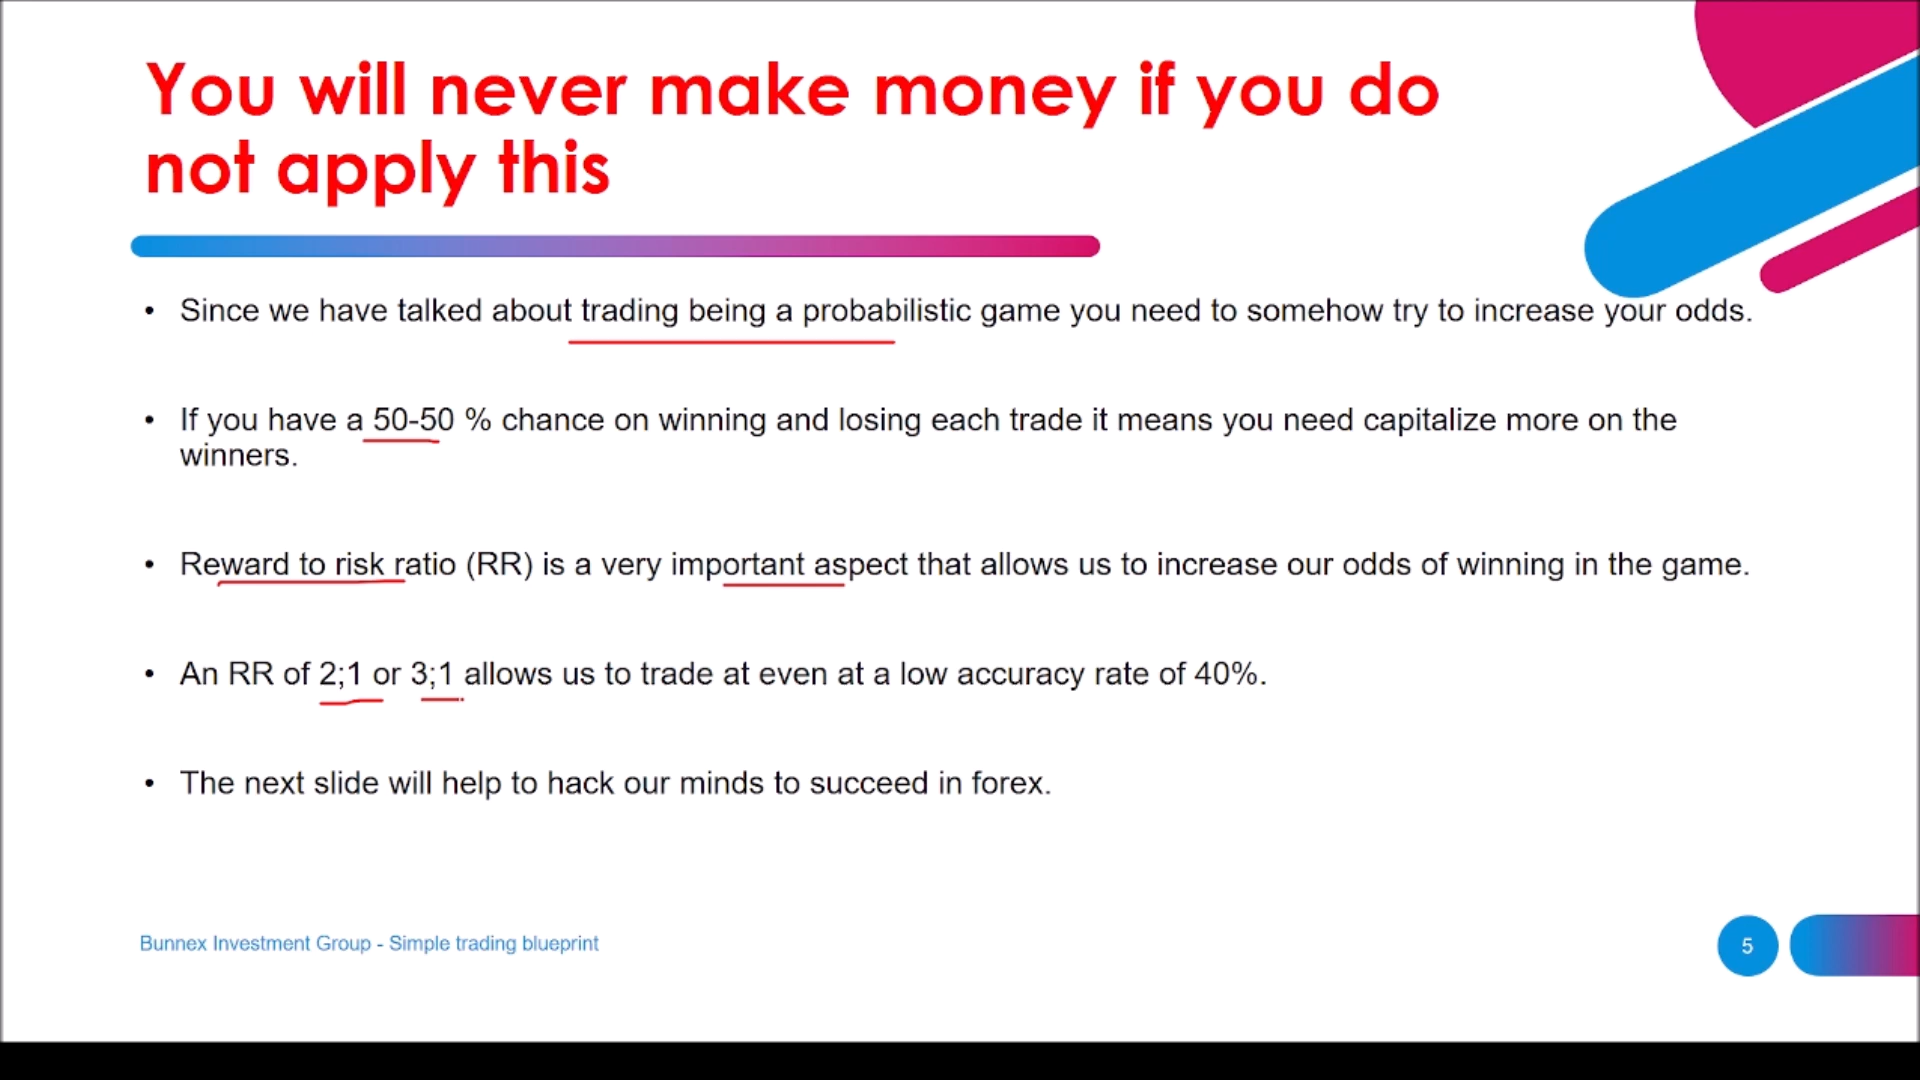 You will never make money if you do
not apply this
• Since we have talked about trading being a probabilistic game you need to somehow try to increase your odds.
• If you have a 50-50 % chance on winning and losing each trade it means you need capitalize more on the
winners.
• Reward to risk ratio (RR) is a very important aspect that allows us to increase our odds of winning in the game.
• An RR of 2;1 or 3;1 allows us to trade at even at a low accuracy rate of 40%.
• The next slide will help to hack our minds to succeed in forex.
Bunnex Investment Group - Simple trading blueprint
5